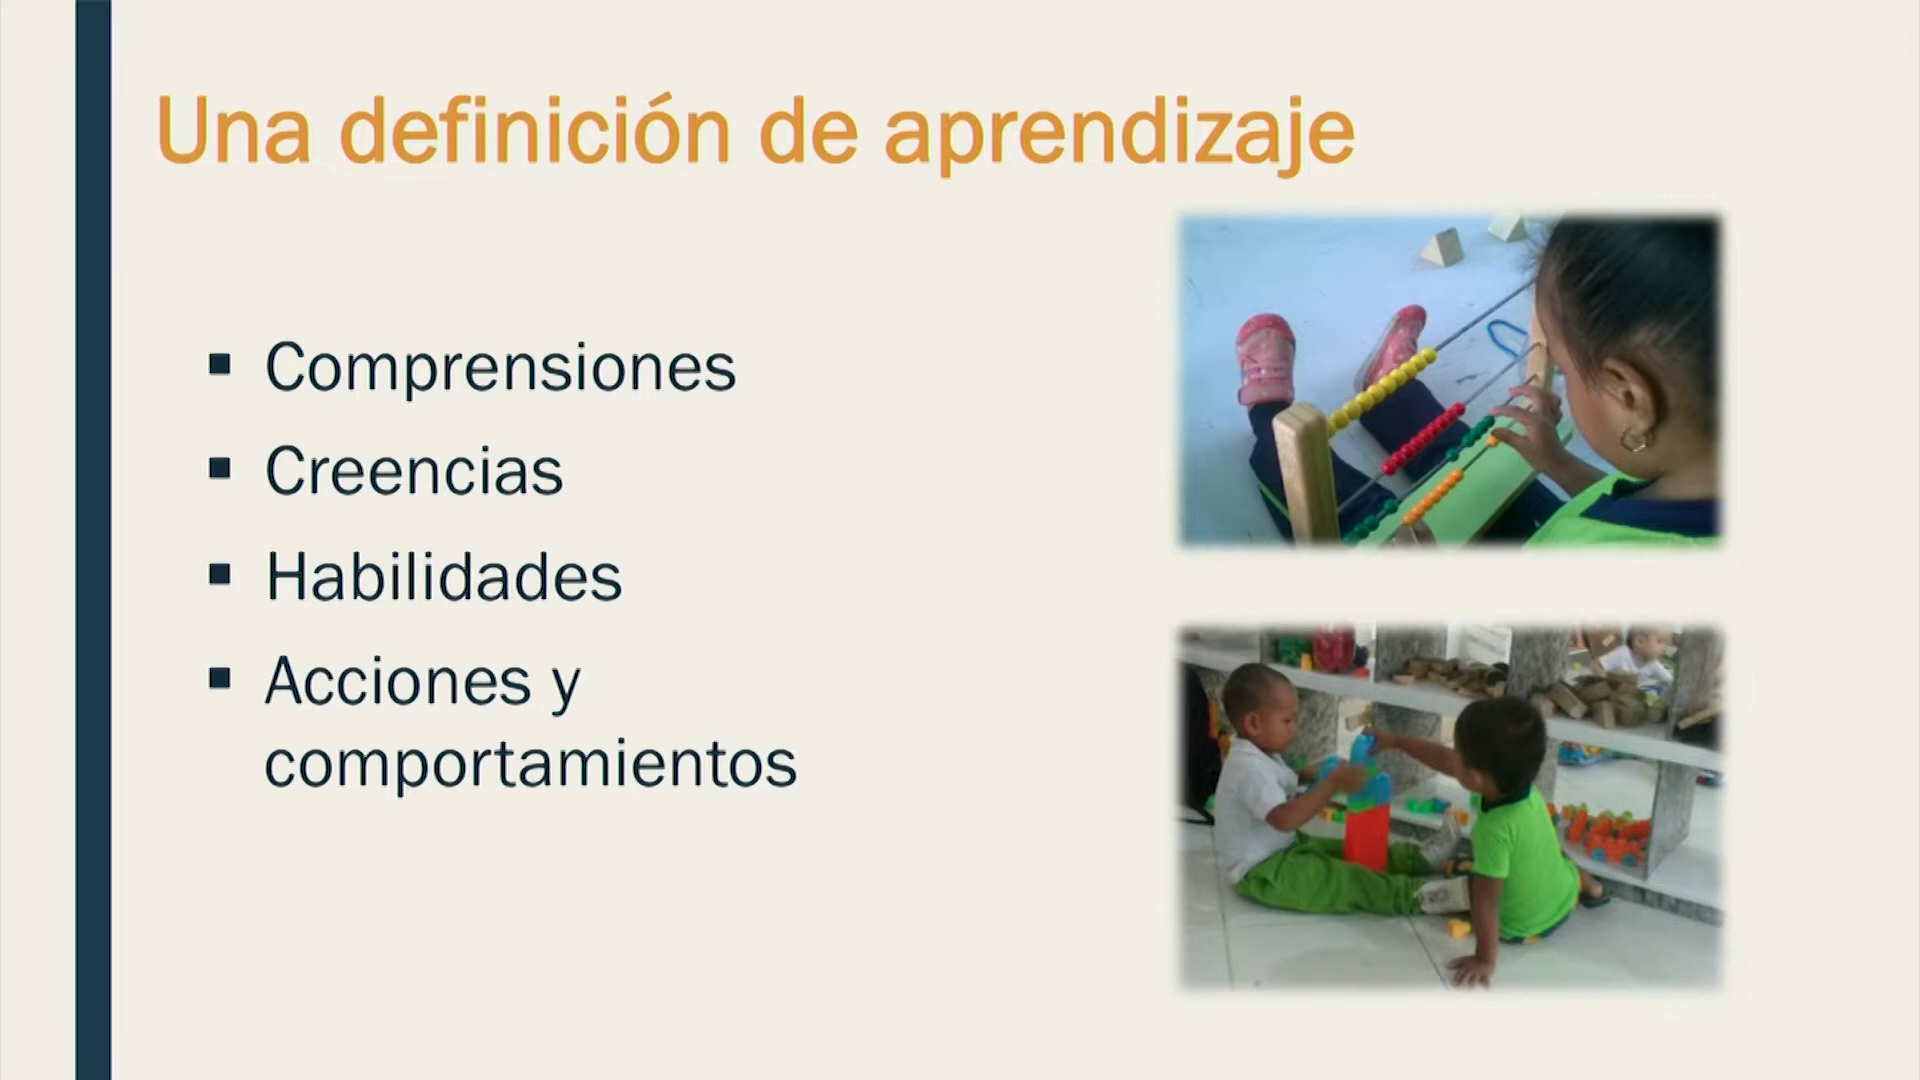 Una definición de aprendizaje
▪ Comprensiones
▪ Creencias
▪ Habilidades
▪ Acciones y
comportamientos